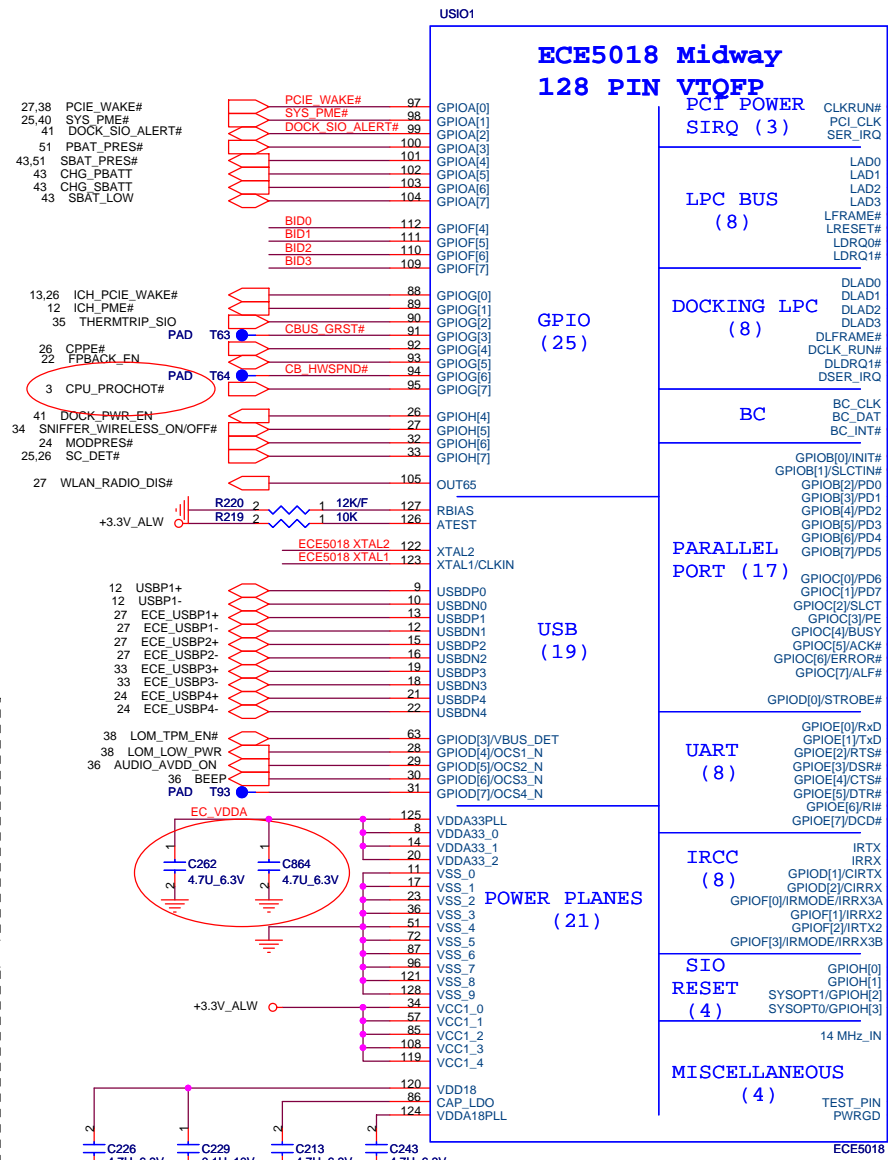 USIO1
ECE5018 Midway
128 PIN VTQFP
27,38 PCIE_WAKE# PCIE_WAKE# 97 GPIOA[0]
25,40 SYS_PME# SYS_PME# 98 GPIOA[1]
41 DOCK_SIO_ALERT# DOCK_SIO_ALERT# 99 GPIOA[2]
51 PBAT_PRES# 100 GPIOA[3]
43,51 SBAT_PRES# 101 GPIOA[4]
43 CHG_PBATT 102 GPIOA[5]
43 CHG_SBATT 103 GPIOA[6]
43 SBAT_LOW 104 GPIOA[7]
BID0 112 GPIOF[4]
BID1 111 GPIOF[5]
BID2 110 GPIOF[6]
BID3 109 GPIOF[7]
13,26 ICH_PCIE_WAKE# 88 GPIOG[0]
12 ICH_PME# 89 GPIOG[1]
35 THERMTRIP_SIO 90 GPIOG[2]
PAD T63 CBUS_GRST# 91 GPIOG[3]
26 CPPE# 92 GPIOG[4]
22 FPBACK_EN 93 GPIOG[5]
PAD T64 CB_HWSPND# 94 GPIOG[6]
3 CPU_PROCHOT# 95 GPIOG[7]
41 DOCK_PWR_EN 26 GPIOH[4]
34 SNIFFER_WIRELESS_ON/OFF# 27 GPIOH[5]
24 MODPRES# 32 GPIOH[6]
25,26 SC_DET# 33 GPIOH[7]
27 WLAN_RADIO_DIS# 105 OUT65
R220 2 1 12K/F 127 RBIAS
+3.3V_ALW R219 2 1 10K 126 ATEST
ECE5018 XTAL2 122 XTAL2
ECE5018 XTAL1 123 XTAL1/CLKIN
12 USBP1+ 9 USBDP0
12 USBP1- 10 USBDN0
27 ECE_USBP1+ 13 USBDP1
27 ECE_USBP1- 12 USBDN1
27 ECE_USBP2+ 15 USBDP2
27 ECE_USBP2- 16 USBDN2
33 ECE_USBP3+ 19 USBDP3
33 ECE_USBP3- 18 USBDN3
24 ECE_USBP4+ 21 USBDP4
24 ECE_USBP4- 22 USBDN4
38 LOM_TPM_EN# 63 GPIOD[3]/VBUS_DET
38 LOM_LOW_PWR 28 GPIOD[4]/OCS1_N
36 AUDIO_AVDD_ON 29 GPIOD[5]/OCS2_N
36 BEEP 30 GPIOD[6]/OCS3_N
PAD T93 31 GPIOD[7]/OCS4_N
EC_VDDA 125 VDDA33PLL
8 VDDA33_0
14 VDDA33_1
20 VDDA33_2
1 2 C262 4.7U_6.3V
1 2 C864 4.7U_6.3V
11 VSS_0
17 VSS_1
23 VSS_2
36 VSS_3
51 VSS_4
72 VSS_5
87 VSS_6
96 VSS_7
121 VSS_8
128 VSS_9
+3.3V_ALW 34 VCC1_0
57 VCC1_1
85 VCC1_2
108 VCC1_3
119 VCC1_4
120 VDD18
86 CAP_LDO
124 VDDA18PLL
2 C226
1 C229
2 C213
2 C243
GPIO
(25)
USB
(19)
POWER PLANES
(21)
PCI POWER
SIRQ (3)
CLKRUN#
PCI_CLK
SER_IRQ
LPC BUS
(8)
LAD0
LAD1
LAD2
LAD3
LFRAME#
LRESET#
LDRQ0#
LDRQ1#
DOCKING LPC
(8)
DLAD0
DLAD1
DLAD2
DLAD3
DLFRAME#
DCLK_RUN#
DLDRQ1#
DSER_IRQ
BC
BC_CLK
BC_DAT
BC_INT#
PARALLEL
PORT (17)
GPIOB[0]/INIT#
GPIOB[1]/SLCTIN#
GPIOB[2]/PD0
GPIOB[3]/PD1
GPIOB[4]/PD2
GPIOB[5]/PD3
GPIOB[6]/PD4
GPIOB[7]/PD5
GPIOC[0]/PD6
GPIOC[1]/PD7
GPIOC[2]/SLCT
GPIOC[3]/PE
GPIOC[4]/BUSY
GPIOC[5]/ACK#
GPIOC[6]/ERROR#
GPIOC[7]/ALF#
GPIOD[0]/STROBE#
UART
(8)
GPIOE[0]/RxD
GPIOE[1]/TxD
GPIOE[2]/RTS#
GPIOE[3]/DSR#
GPIOE[4]/CTS#
GPIOE[5]/DTR#
GPIOE[6]/RI#
GPIOE[7]/DCD#
IRCC
(8)
IRTX
IRRX
GPIOD[1]/CIRTX
GPIOD[2]/CIRRX
GPIOF[0]/IRMODE/IRRX3A
GPIOF[1]/IRRX2
GPIOF[2]/IRTX2
GPIOF[3]/IRMODE/IRRX3B
SIO
RESET
(4)
GPIOH[0]
GPIOH[1]
SYSOPT1/GPIOH[2]
SYSOPT0/GPIOH[3]
14 MHz_IN
MISCELLANEOUS
(4)
TEST_PIN
PWRGD
ECE5018